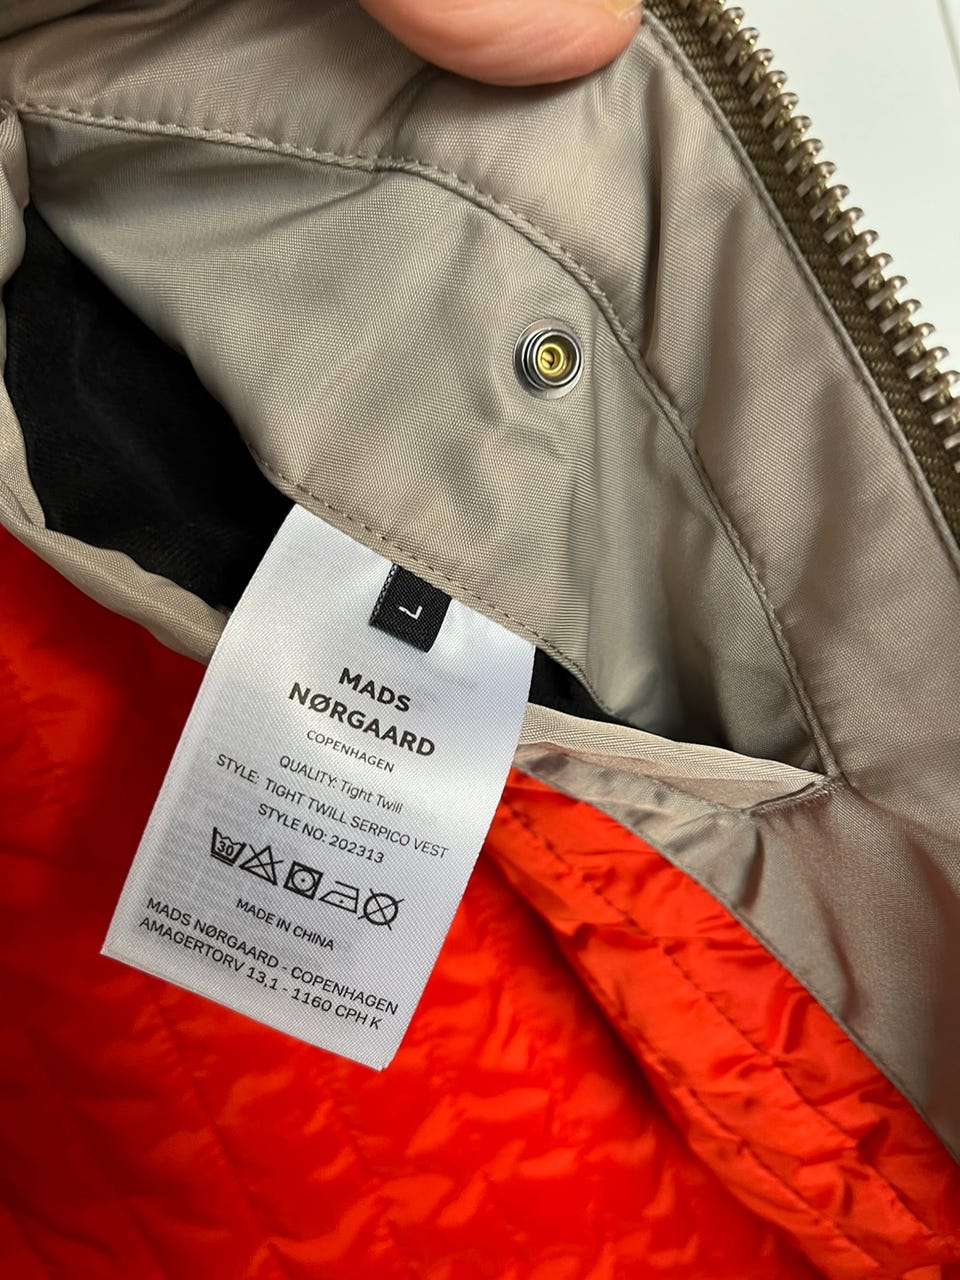 L
MADS
NØRGAARD
COPENHAGEN
QUALITY: Tight Twill
STYLE: TIGHT TWILL SERPICO VEST
STYLE NO: 202313
30
MADE IN CHINA
MADS NØRGAARD - COPENHAGEN
AMAGERTORV 13,1 - 1160 CPH K